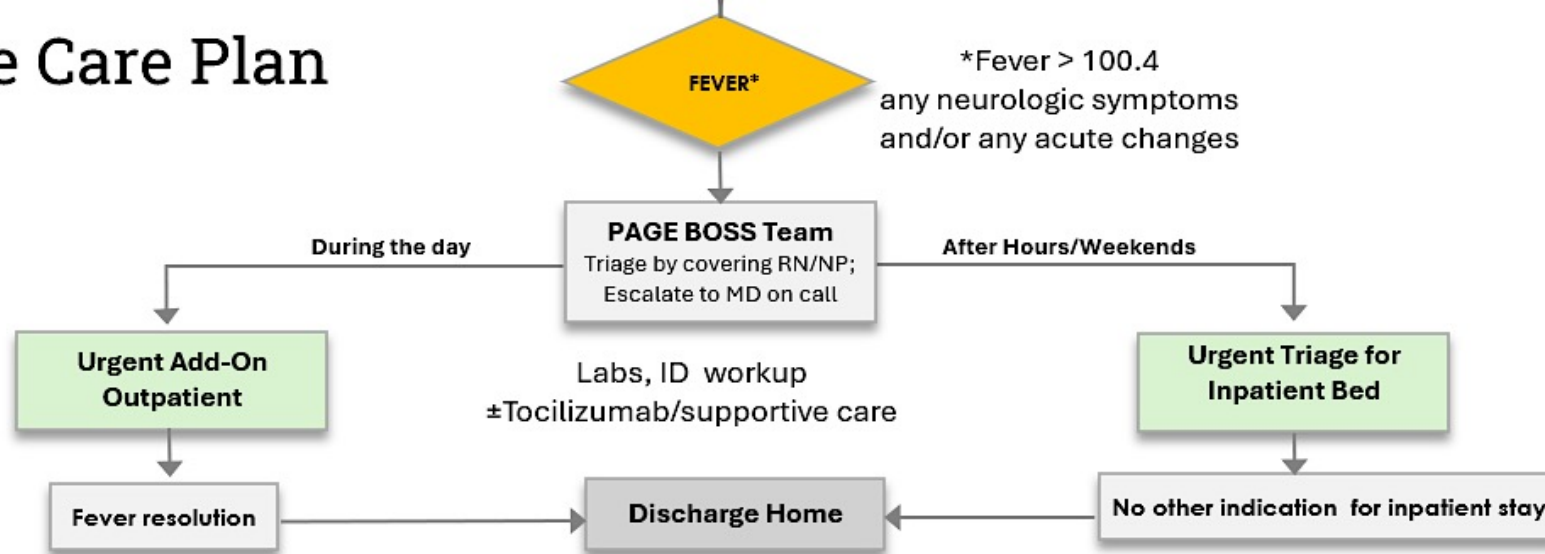 e Care Plan
FEVER*
*Fever > 100.4
any neurologic symptoms
and/or any acute changes
PAGE BOSS Team
Triage by covering RN/NP;
Escalate to MD on call
During the day
After Hours/Weekends
Urgent Add-On
Outpatient
Labs, ID workup
±Tocilizumab/supportive care
Urgent Triage for
Inpatient Bed
Fever resolution
Discharge Home
No other indication for inpatient stay